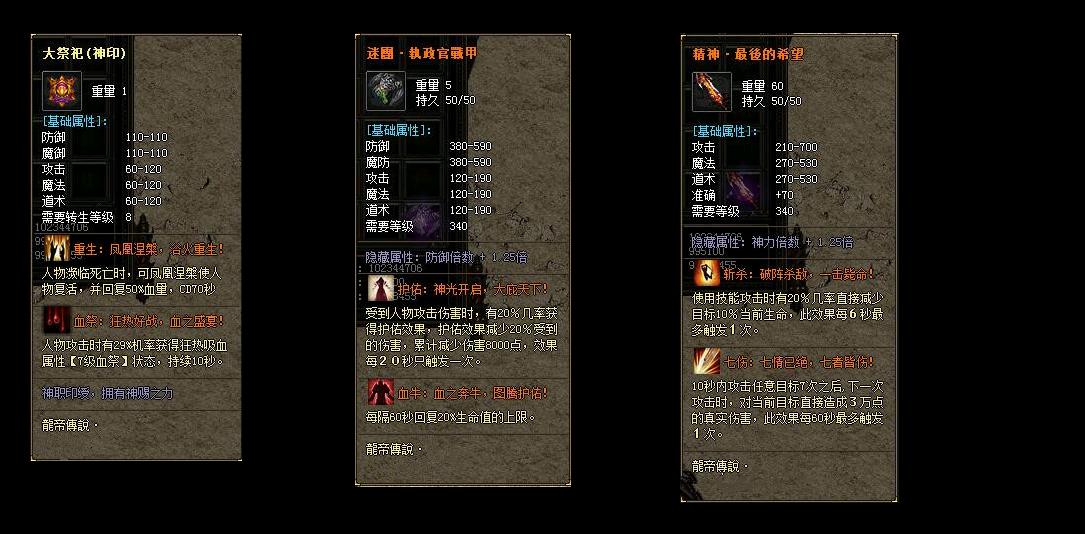 大祭祀(神印)
重量 1
[基础属性]:
防御 110-110
魔御 110-110
攻击 60-120
魔法 60-120
道术 60-120
需要转生等级 8
102344706
重生: 凤凰涅槃, 浴火重生!
人物濒临死亡时, 可凤凰涅槃使人
物复活, 并回复50%血量, CD70秒
血祭: 狂热好战, 血之盛宴!
人物攻击时有29%机率获得狂热吸血
属性【7级血祭】状态, 持续10秒。
神职印绶, 拥有神赐之力
龍帝傳說·
迷團·執政官戰甲
重量 5
持久 50/50
[基础属性]:
防御 380-590
魔防 380-590
攻击 120-190
魔法 120-190
道术 120-190
需要等级 340
隐藏属性: 防御倍数 + 1.25倍
: 102344706
护佑: 神光开启, 大庇天下!
受到人物攻击伤害时, 有20%几率获
得护佑效果, 护佑效果减少20%受到
的伤害, 累计减少伤害8000点, 效果
每20秒只触发一次。
血牛: 血之奔牛, 图腾护佑!
每隔60秒回复20%生命值的上限。
龍帝傳說·
精神·最後的希望
重量 60
持久 50/50
[基础属性]:
攻击 210-700
魔法 270-530
道术 270-530
准确 +70
需要等级 340
隐藏属性: 神力倍数 + 1.25倍
995100
斩杀: 破阵杀敌, 一击毙命!
使用技能攻击时有20%几率直接减少
目标10%当前生命, 此效果每6秒最
多触发1次。
七伤: 七情已绝, 七者皆伤!
10秒内攻击任意目标7次之后,下一次
攻击时, 对当前目标直接造成3万点
的真实伤害, 此效果每60秒最多触发
1次。
龍帝傳說·